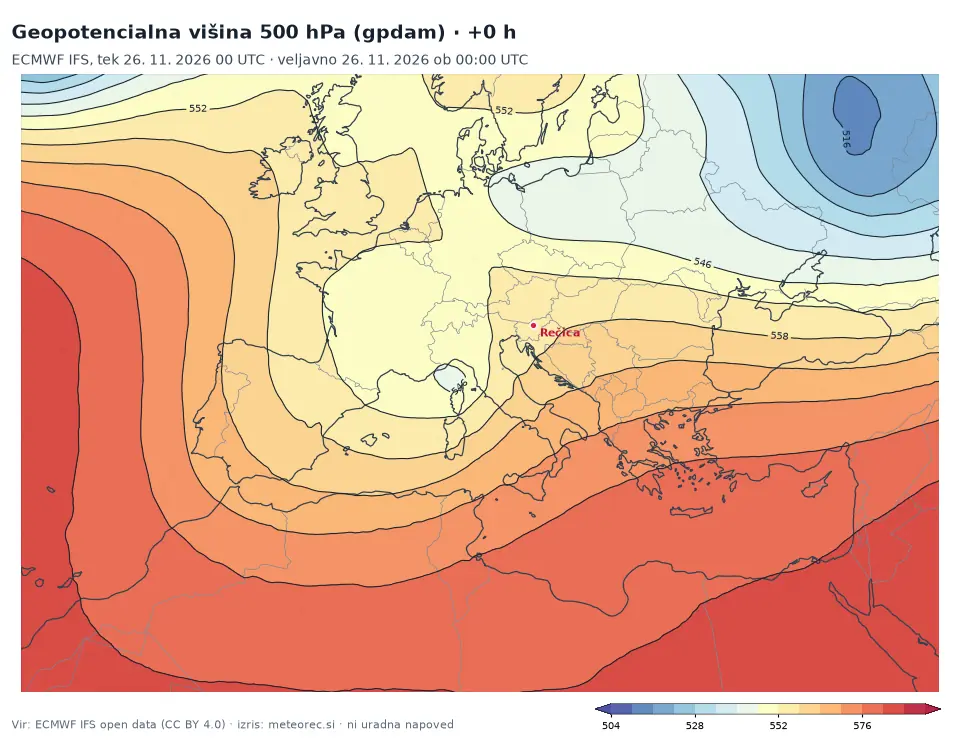 Geopotencialna višina 500 hPa (gpdam) · +0 h
ECMWF IFS, tek 26. 11. 2026 00 UTC · veljavno 26. 11. 2026 ob 00:00 UTC
552
552
516
546
Rečica
558
546
504 528 552 576
Vir: ECMWF IFS open data (CC BY 4.0) · izris: meteorec.si · ni uradna napoved